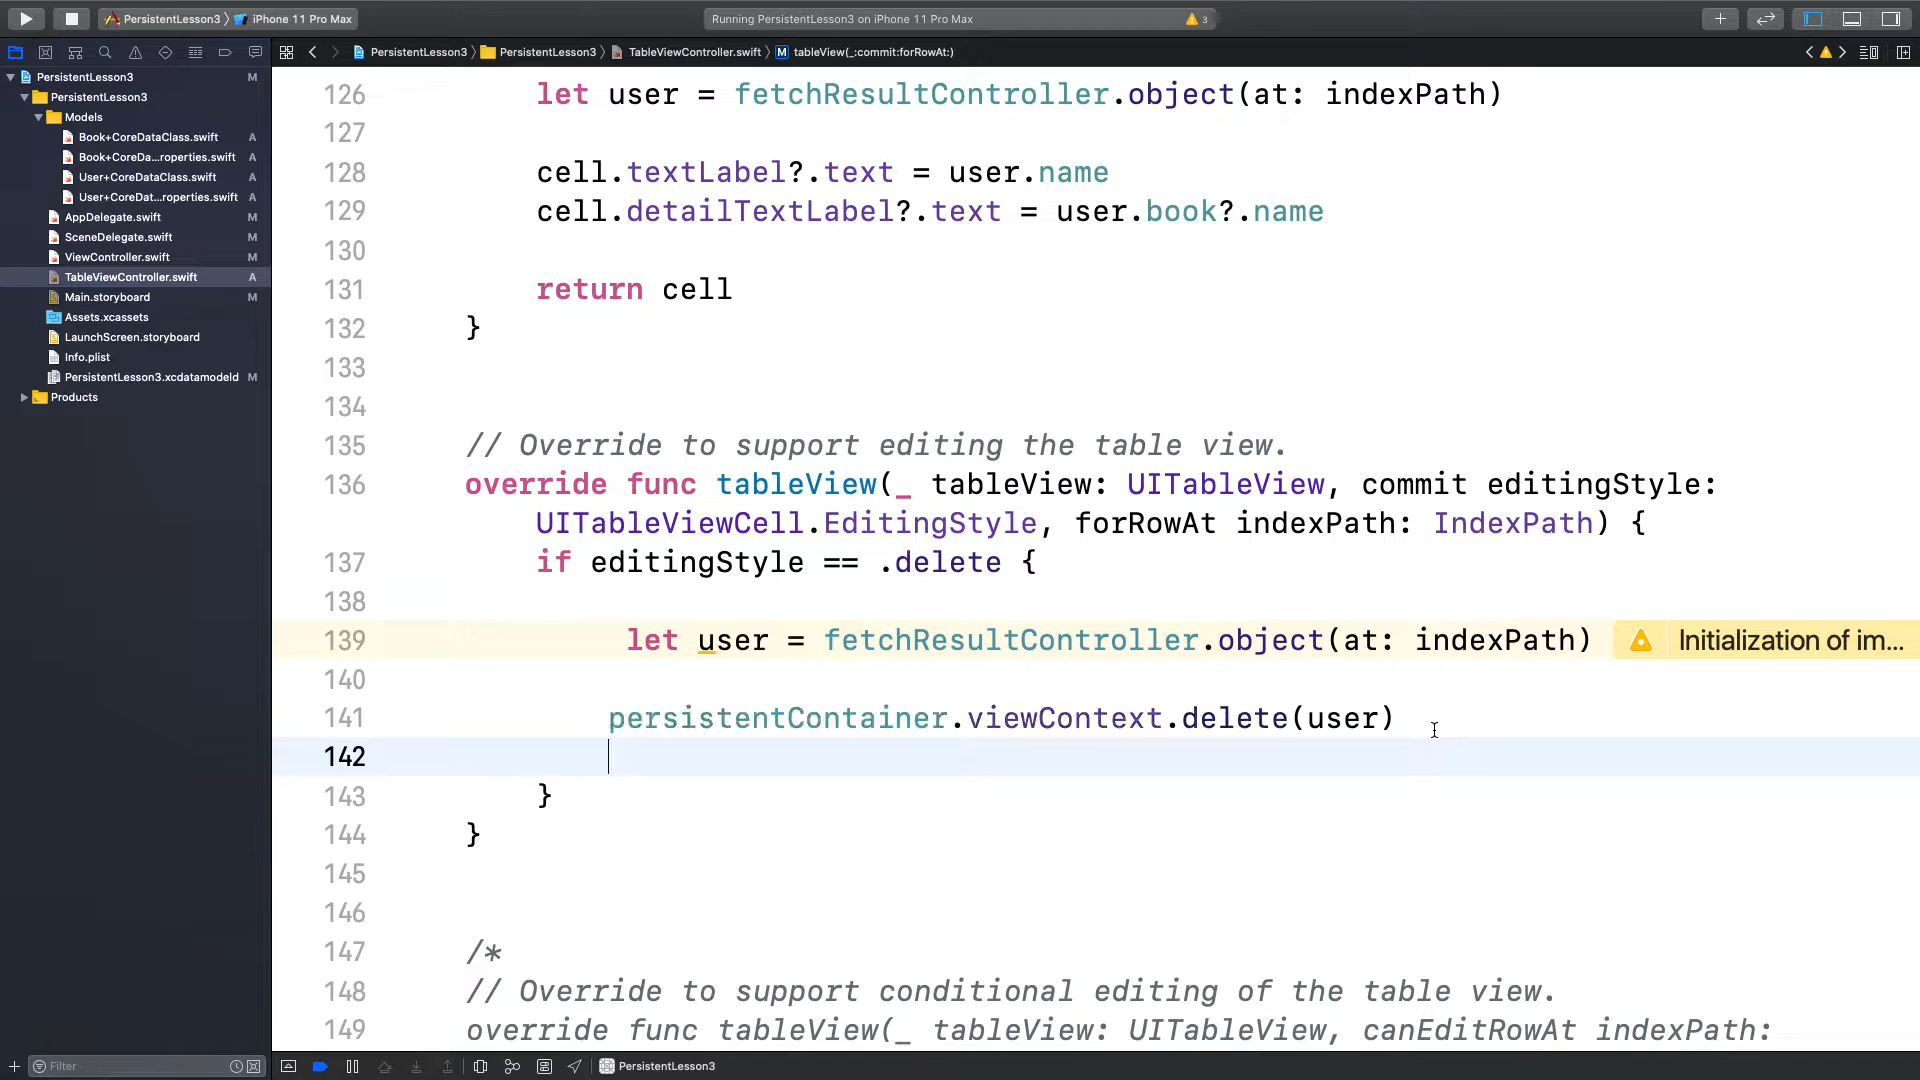 PersistentLesson3 〉 iPhone 11 Pro Max
Running PersistentLesson3 on iPhone 11 Pro Max
3
PersistentLesson3 〉 PersistentLesson3 〉 TableViewController.swift 〉 M tableView(_:commit:forRowAt:)
PersistentLesson3 M
PersistentLesson3
Models
Book+CoreDataClass.swift A
Book+CoreDa...roperties.swift A
User+CoreDataClass.swift A
User+CoreDat...roperties.swift A
AppDelegate.swift M
SceneDelegate.swift M
ViewController.swift M
TableViewController.swift A
Main.storyboard M
Assets.xcassets
LaunchScreen.storyboard
Info.plist
PersistentLesson3.xcdatamodeld M
Products
Filter
126 let user = fetchResultController.object(at: indexPath)
127
128 cell.textLabel?.text = user.name
129 cell.detailTextLabel?.text = user.book?.name
130
131 return cell
132 }
133
134
135 // Override to support editing the table view.
136 override func tableView(_ tableView: UITableView, commit editingStyle:
UITableViewCell.EditingStyle, forRowAt indexPath: IndexPath) {
137 if editingStyle == .delete {
138
139 let user = fetchResultController.object(at: indexPath) Initialization of im...
140
141 persistentContainer.viewContext.delete(user)
142
143 }
144 }
145
146
147 /*
148 // Override to support conditional editing of the table view.
149 override func tableView(_ tableView: UITableView, canEditRowAt indexPath:
PersistentLesson3